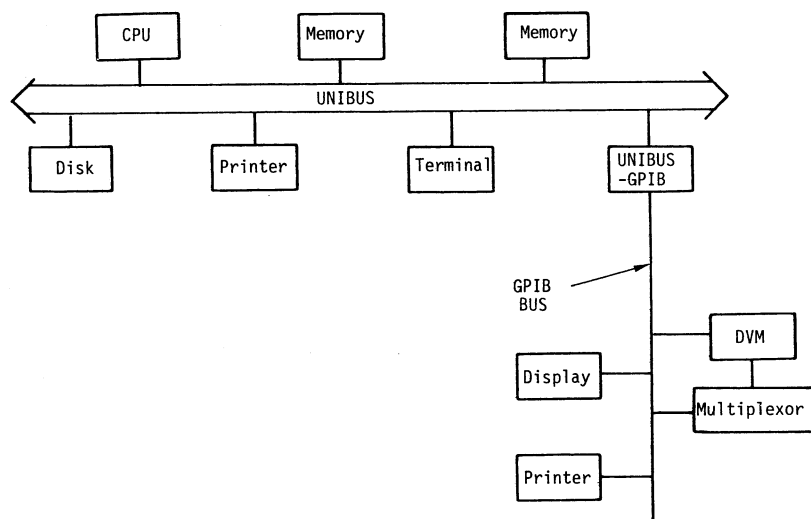 CPU
Memory
Memory
UNIBUS
Disk
Printer
Terminal
UNIBUS
-GPIB
GPIB
BUS
DVM
Display
Multiplexor
Printer